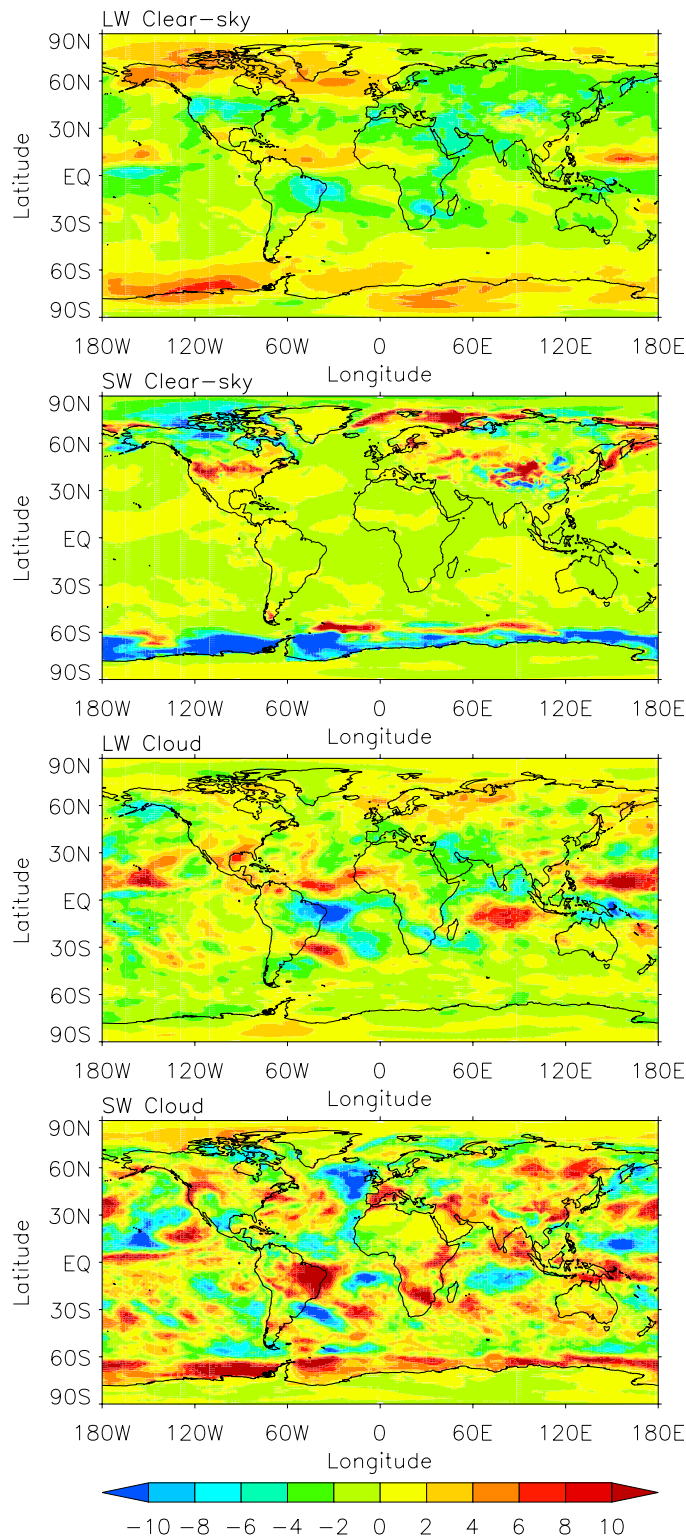 LW Clear-sky
90N
60N
30N
EQ
30S
60S
90S
Latitude
180W 120W 60W 0 60E 120E 180E
Longitude
SW Clear-sky
90N
60N
30N
EQ
30S
60S
90S
Latitude
180W 120W 60W 0 60E 120E 180E
Longitude
LW Cloud
90N
60N
30N
EQ
30S
60S
90S
Latitude
180W 120W 60W 0 60E 120E 180E
Longitude
SW Cloud
90N
60N
30N
EQ
30S
60S
90S
Latitude
180W 120W 60W 0 60E 120E 180E
Longitude
-10 -8 -6 -4 -2 0 2 4 6 8 10